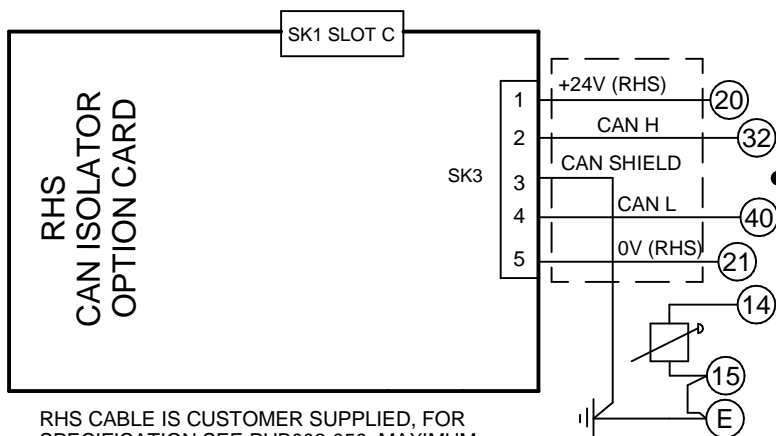 SK1 SLOT C
RHS
CAN ISOLATOR
OPTION CARD
SK3
1
2
3
4
5
+24V (RHS)
CAN H
CAN SHIELD
CAN L
0V (RHS)
20
32
40
21
14
15
E
RHS CABLE IS CUSTOMER SUPPLIED, FOR